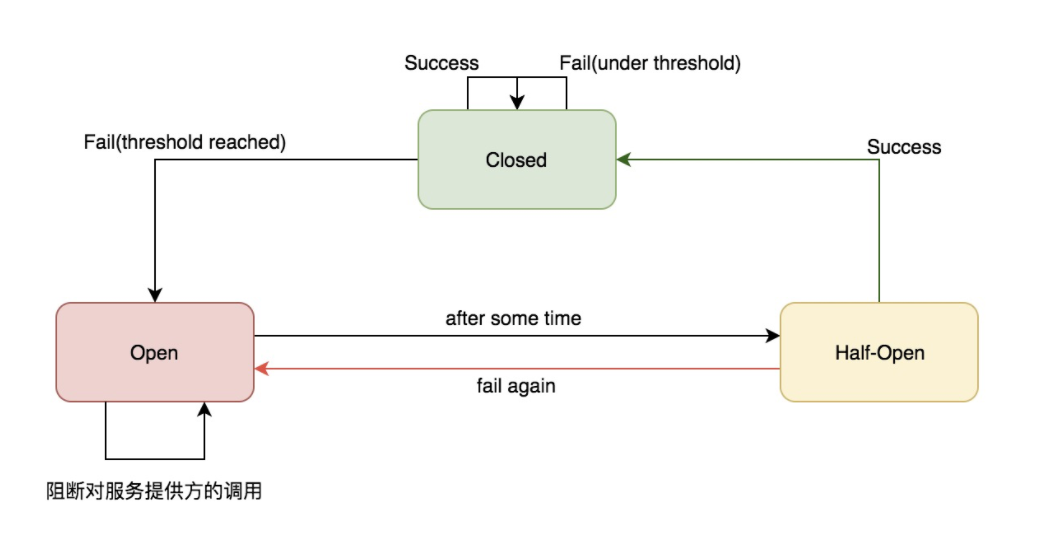 Success
Fail(under threshold)
Fail(threshold reached)
Closed
Success
after some time
Open
Half-Open
fail again
阻断对服务提供方的调用